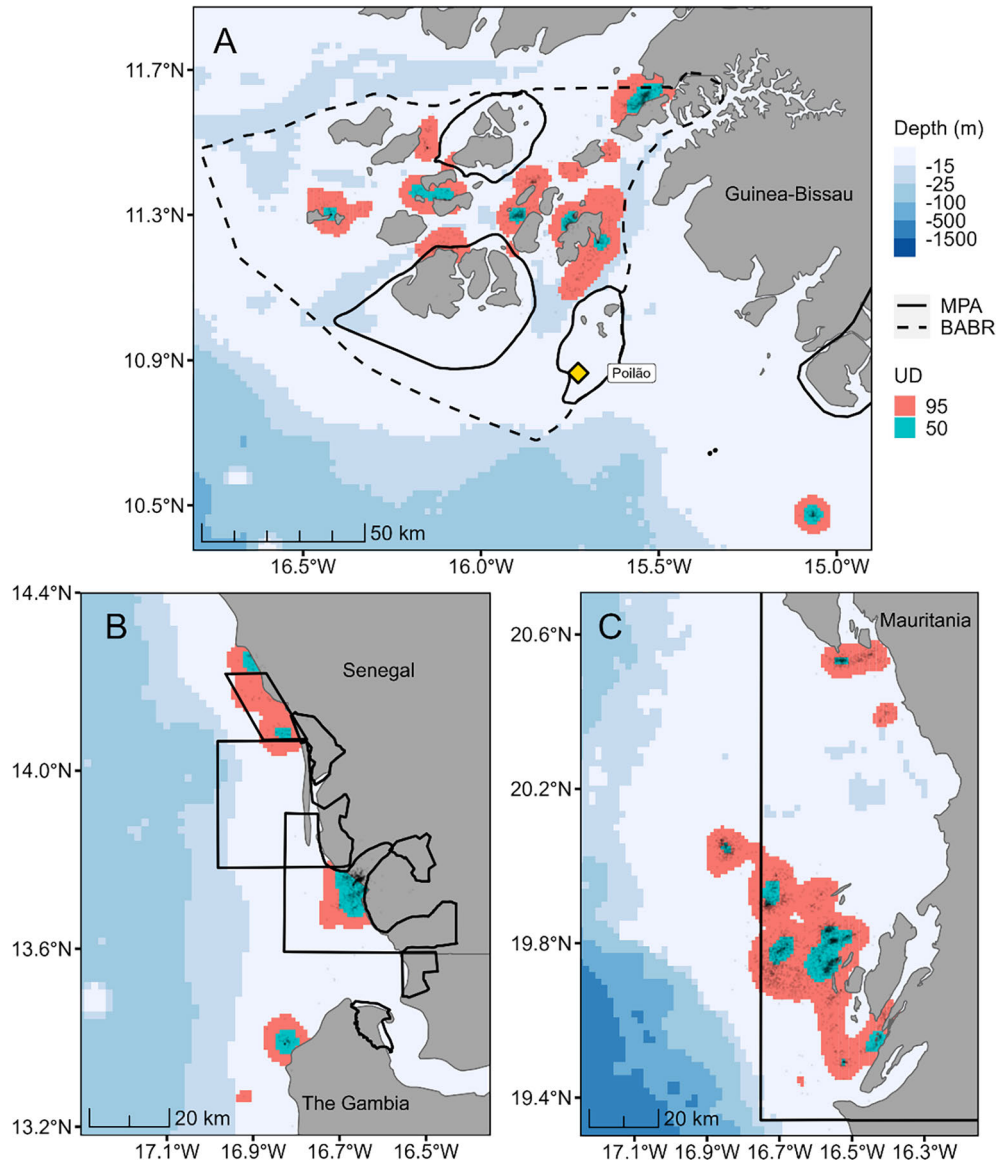 A
11.7°N
11.3°N
10.9°N
10.5°N
Guinea-Bissau
Poilão
50 km
16.5°W 16.0°W 15.5°W 15.0°W
Depth (m)
-15
-25
-100
-500
-1500
MPA
BABR
UD
95
50
B
14.4°N
14.0°N
13.6°N
13.2°N
Senegal
The Gambia
20 km
17.1°W 16.9°W 16.7°W 16.5°W
C
20.6°N
20.2°N
19.8°N
19.4°N
Mauritania
20 km
17.1°W 16.9°W 16.7°W 16.5°W 16.3°W